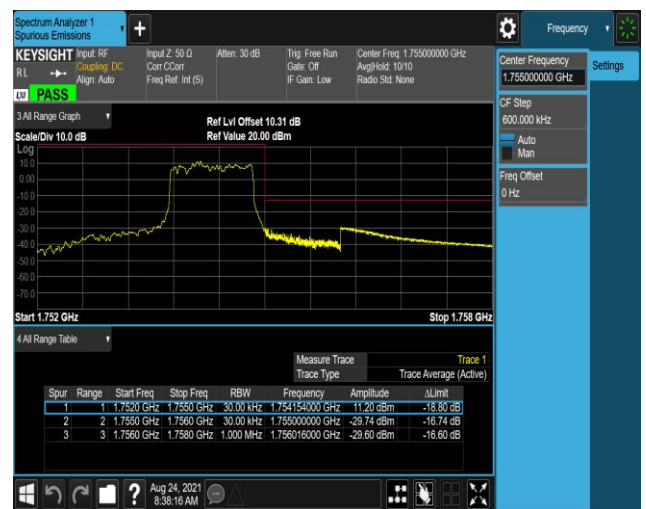 Spectrum Analyzer 1
Spurious Emissions
Frequency
KEYSIGHT Input: RF Input Z: 50 Ω Atten: 30 dB Trig: Free Run Center Freq: 1.755000000 GHz
RL Coupling: DC Corr CCorr Gate: Off Avg|Hold: 10/10
Align: Auto Freq Ref: Int (S) IF Gain: Low Radio Std: None
LXI PASS
Center Frequency
1.755000000 GHz
Settings
CF Step
600.000 kHz
Auto
Man
Freq Offset
0 Hz
3 All Range Graph
Ref Lvl Offset 10.31 dB
Scale/Div 10.0 dB Ref Value 20.00 dBm
Log
10.0
0.00
-10.0
-20.0
-30.0
-40.0
-50.0
-60.0
-70.0
Start 1.752 GHz Stop 1.758 GHz
4 All Range Table
Measure Trace Trace 1
Trace Type Trace Average (Active)
Spur Range Start Freq Stop Freq RBW Frequency Amplitude ΔLimit
1 1 1.7520 GHz 1.7550 GHz 30.00 kHz 1.754154000 GHz 11.20 dBm -18.80 dB
2 2 1.7550 GHz 1.7560 GHz 30.00 kHz 1.755000000 GHz -29.74 dBm -16.74 dB
3 3 1.7560 GHz 1.7580 GHz 1.000 MHz 1.756016000 GHz -29.60 dBm -16.60 dB
Aug 24, 2021
8:38:16 AM